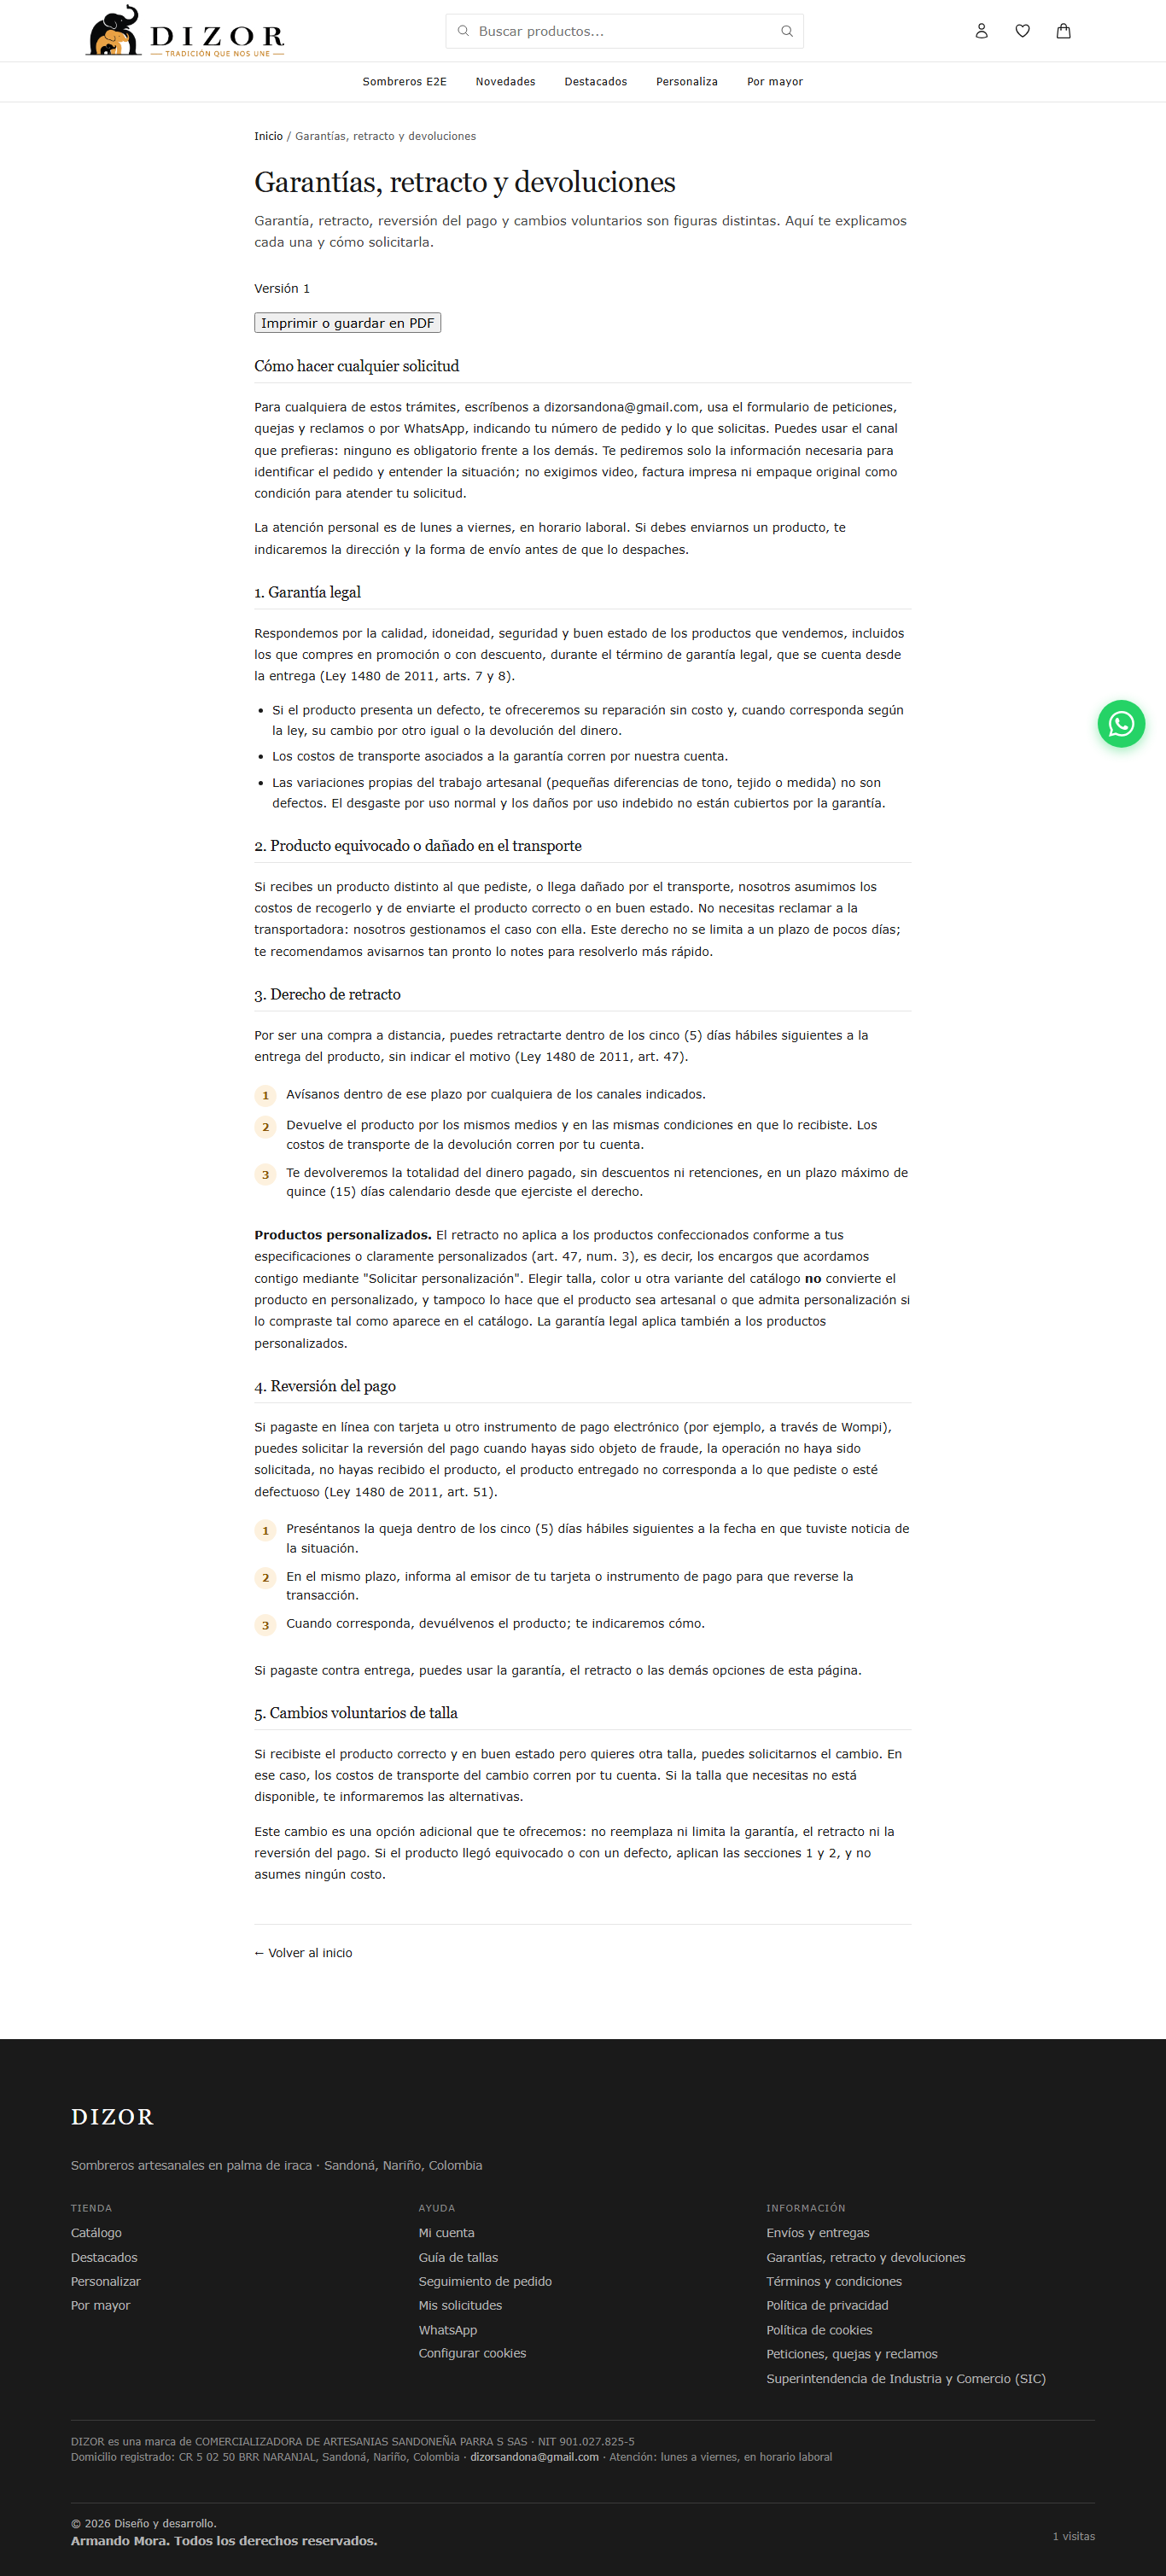 DIZOR
TRADICIÓN QUE NOS UNE
Buscar productos...
Sombreros E2E
Novedades
Destacados
Personaliza
Por mayor
Inicio / Garantías, retracto y devoluciones
Garantías, retracto y devoluciones
Garantía, retracto, reversión del pago y cambios voluntarios son figuras distintas. Aquí te explicamos
cada una y cómo solicitarla.
Versión 1
Imprimir o guardar en PDF
Cómo hacer cualquier solicitud
Para cualquiera de estos trámites, escríbenos a dizorsandona@gmail.com, usa el formulario de peticiones,
quejas y reclamos o por WhatsApp, indicando tu número de pedido y lo que solicitas. Puedes usar el canal
que prefieras: ninguno es obligatorio frente a los demás. Te pediremos solo la información necesaria para
identificar el pedido y entender la situación; no exigimos video, factura impresa ni empaque original como
condición para atender tu solicitud.
La atención personal es de lunes a viernes, en horario laboral. Si debes enviarnos un producto, te
indicaremos la dirección y la forma de envío antes de que lo despaches.
1. Garantía legal
Respondemos por la calidad, idoneidad, seguridad y buen estado de los productos que vendemos, incluidos
los que compres en promoción o con descuento, durante el término de garantía legal, que se cuenta desde
la entrega (Ley 1480 de 2011, arts. 7 y 8).
• Si el producto presenta un defecto, te ofreceremos su reparación sin costo y, cuando corresponda según
la ley, su cambio por otro igual o la devolución del dinero.
• Los costos de transporte asociados a la garantía corren por nuestra cuenta.
• Las variaciones propias del trabajo artesanal (pequeñas diferencias de tono, tejido o medida) no son
defectos. El desgaste por uso normal y los daños por uso indebido no están cubiertos por la garantía.
2. Producto equivocado o dañado en el transporte
Si recibes un producto distinto al que pediste, o llega dañado por el transporte, nosotros asumimos los
costos de recogerlo y de enviarte el producto correcto o en buen estado. No necesitas reclamar a la
transportadora: nosotros gestionamos el caso con ella. Este derecho no se limita a un plazo de pocos días;
te recomendamos avisarnos tan pronto lo notes para resolverlo más rápido.
3. Derecho de retracto
Por ser una compra a distancia, puedes retractarte dentro de los cinco (5) días hábiles siguientes a la
entrega del producto, sin indicar el motivo (Ley 1480 de 2011, art. 47).
1 Avísanos dentro de ese plazo por cualquiera de los canales indicados.
2 Devuelve el producto por los mismos medios y en las mismas condiciones en que lo recibiste. Los
costos de transporte de la devolución corren por tu cuenta.
3 Te devolveremos la totalidad del dinero pagado, sin descuentos ni retenciones, en un plazo máximo de
quince (15) días calendario desde que ejerciste el derecho.
Productos personalizados. El retracto no aplica a los productos confeccionados conforme a tus
especificaciones o claramente personalizados (art. 47, num. 3), es decir, los encargos que acordamos
contigo mediante "Solicitar personalización". Elegir talla, color u otra variante del catálogo no convierte el
producto en personalizado, y tampoco lo hace que el producto sea artesanal o que admita personalización si
lo compraste tal como aparece en el catálogo. La garantía legal aplica también a los productos
personalizados.
4. Reversión del pago
Si pagaste en línea con tarjeta u otro instrumento de pago electrónico (por ejemplo, a través de Wompi),
puedes solicitar la reversión del pago cuando hayas sido objeto de fraude, la operación no haya sido
solicitada, no hayas recibido el producto, el producto entregado no corresponda a lo que pediste o esté
defectuoso (Ley 1480 de 2011, art. 51).
1 Preséntanos la queja dentro de los cinco (5) días hábiles siguientes a la fecha en que tuviste noticia de
la situación.
2 En el mismo plazo, informa al emisor de tu tarjeta o instrumento de pago para que reverse la
transacción.
3 Cuando corresponda, devuélvenos el producto; te indicaremos cómo.
Si pagaste contra entrega, puedes usar la garantía, el retracto o las demás opciones de esta página.
5. Cambios voluntarios de talla
Si recibiste el producto correcto y en buen estado pero quieres otra talla, puedes solicitarnos el cambio. En
ese caso, los costos de transporte del cambio corren por tu cuenta. Si la talla que necesitas no está
disponible, te informaremos las alternativas.
Este cambio es una opción adicional que te ofrecemos: no reemplaza ni limita la garantía, el retracto ni la
reversión del pago. Si el producto llegó equivocado o con un defecto, aplican las secciones 1 y 2, y no
asumes ningún costo.
← Volver al inicio
DIZOR
Sombreros artesanales en palma de iraca · Sandoná, Nariño, Colombia
TIENDA
Catálogo
Destacados
Personalizar
Por mayor
AYUDA
Mi cuenta
Guía de tallas
Seguimiento de pedido
Mis solicitudes
WhatsApp
Configurar cookies
INFORMACIÓN
Envíos y entregas
Garantías, retracto y devoluciones
Términos y condiciones
Política de privacidad
Política de cookies
Peticiones, quejas y reclamos
Superintendencia de Industria y Comercio (SIC)
DIZOR es una marca de COMERCIALIZADORA DE ARTESANIAS SANDONEÑA PARRA S SAS · NIT 901.027.825-5
Domicilio registrado: CR 5 02 50 BRR NARANJAL, Sandoná, Nariño, Colombia · dizorsandona@gmail.com · Atención: lunes a viernes, en horario laboral
© 2026 Diseño y desarrollo.
Armando Mora. Todos los derechos reservados.
1 visitas